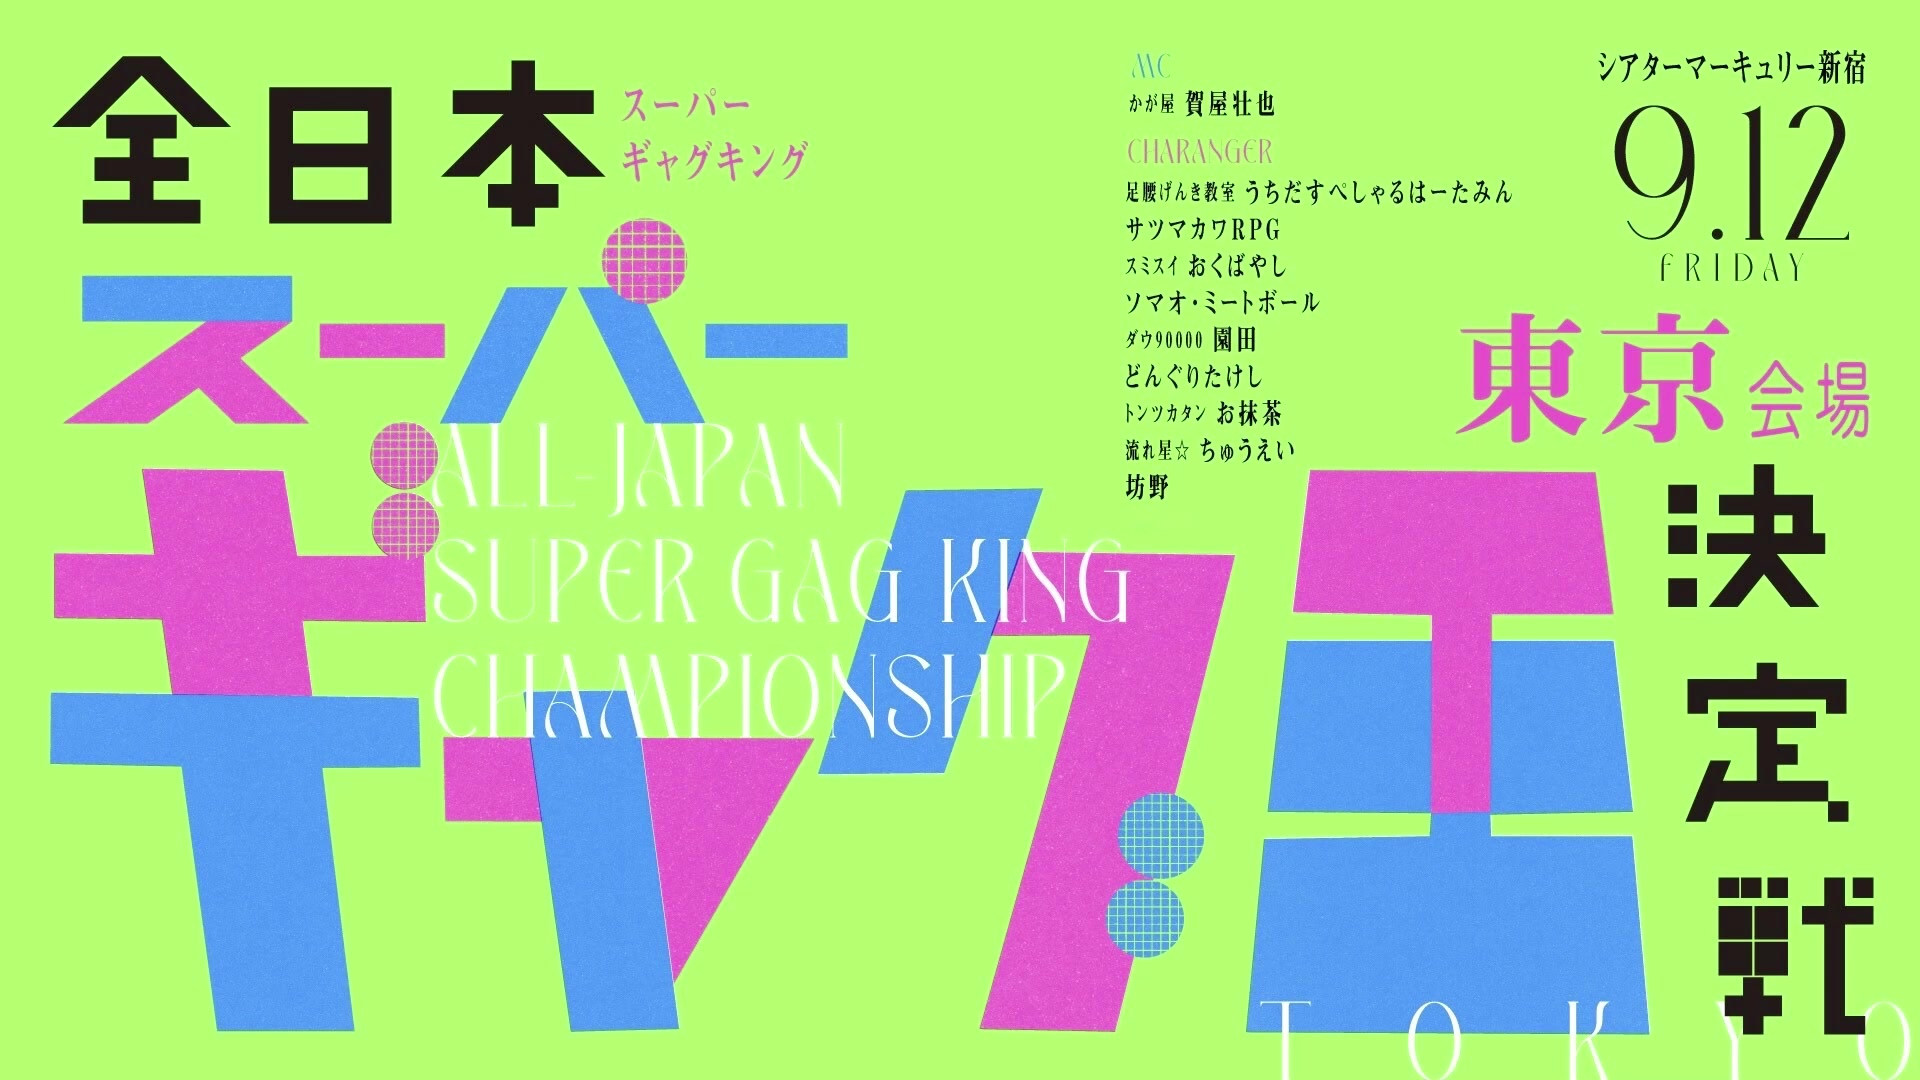 全日本
スーパー
ギャグキング
スーパー
ギャグ王
決定戦
ALL-JAPAN
SUPER GAG KING
CHAMPIONSHIP
MC
かが屋 賀屋壮也
CHARANGER
足腰げんき教室 うちだすぺしゃるはーたみん
サツマカワRPG
スミスイ おくばやし
ソマオ・ミートボール
ダウ90000 園田
どんぐりたけし
トンツカタン お抹茶
流れ星☆ ちゅうえい
坊野
シアターマーキュリー新宿
9.12
FRIDAY
東京会場
TOKYO